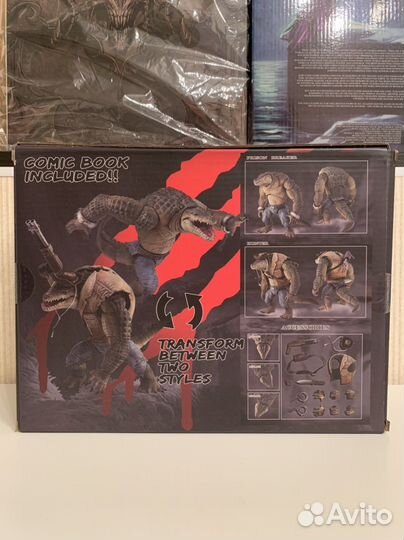 COMIC BOOK
INCLUDED!!
PRISON BREAKER
HUNTER
TRANSFORM
BETWEEN
TWO
STYLES
ACCESSORIES
Avito